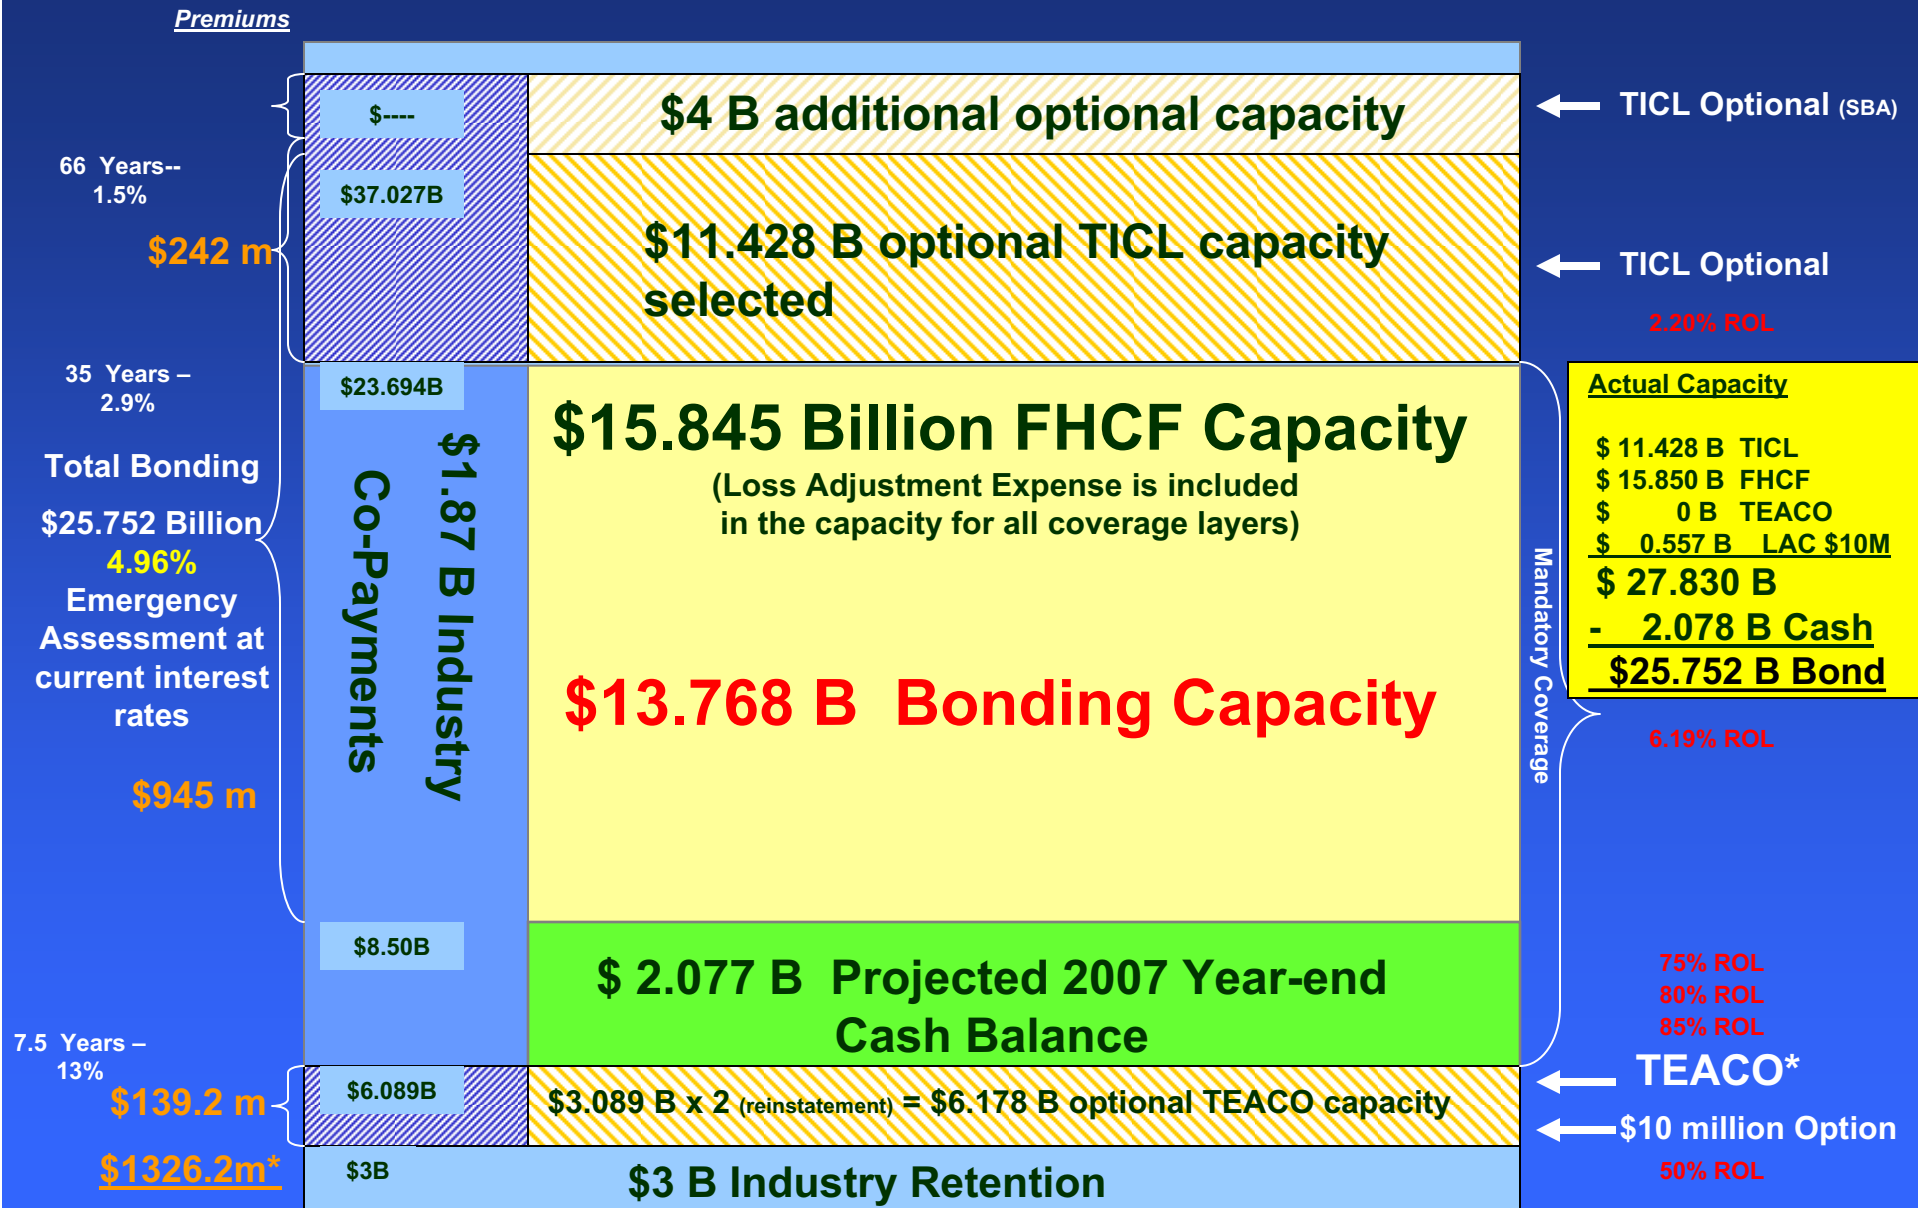 Premiums
$----
$4 B additional optional capacity
TICL Optional (SBA)
66 Years--
1.5%
$37.027B
$242 m
$11.428 B optional TICL capacity
selected
TICL Optional
2.20% ROL
35 Years –
2.9%
$23.694B
Total Bonding
$25.752 Billion
4.96%
Emergency
Assessment at
current interest
rates
$945 m
$1.87 B Industry
Co-Payments
$15.845 Billion FHCF Capacity
(Loss Adjustment Expense is included
in the capacity for all coverage layers)
$13.768 B Bonding Capacity
Mandatory Coverage
Actual Capacity
$ 11.428 B TICL
$ 15.850 B FHCF
$ 0 B TEACO
$ 0.557 B LAC $10M
$ 27.830 B
- 2.078 B Cash
$25.752 B Bond
6.19% ROL
$8.50B
$ 2.077 B Projected 2007 Year-end
Cash Balance
75% ROL
80% ROL
85% ROL
7.5 Years –
13%
$139.2 m
$6.089B
$3.089 B x 2 (reinstatement) = $6.178 B optional TEACO capacity
TEACO*
$10 million Option
50% ROL
$1326.2m*
$3B
$3 B Industry Retention